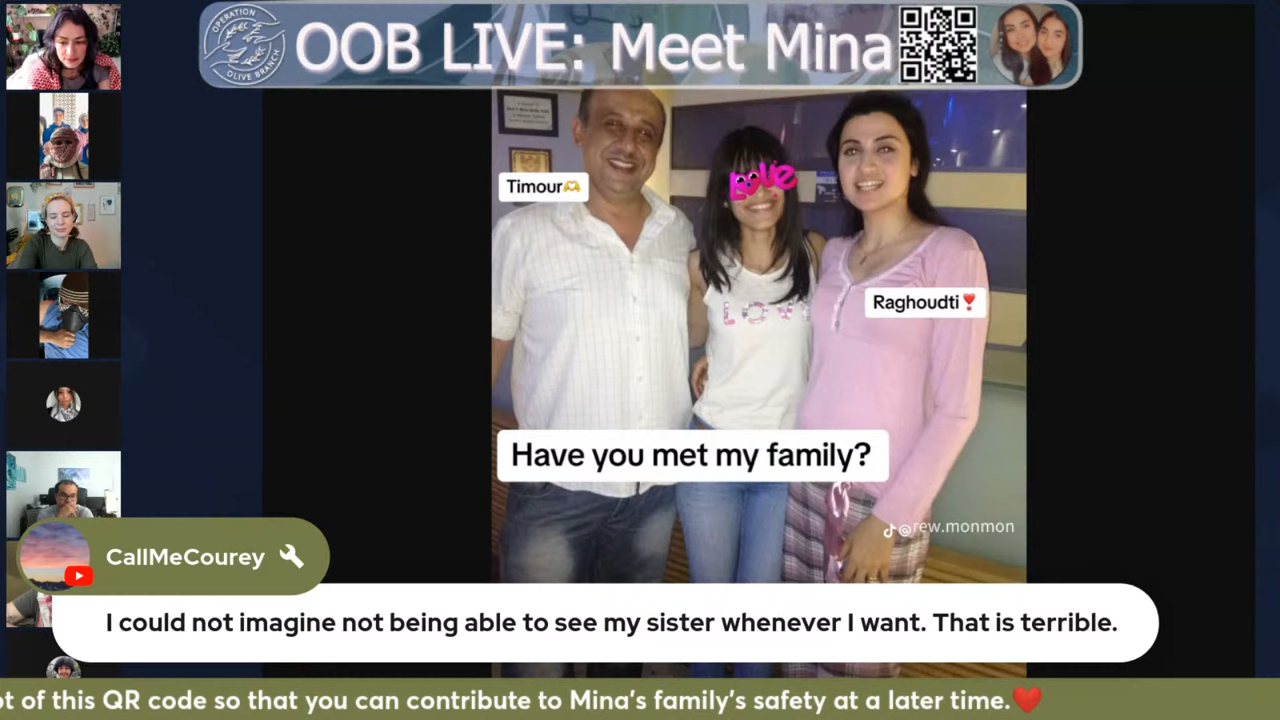 OPERATION
OLIVE BRANCH
OOB LIVE: Meet Mina
LOVE
Timour🫶
LOV
Raghoudti❣️
Have you met my family?
@rew.monmon
CallMeCourey
I could not imagine not being able to see my sister whenever I want. That is terrible.
ot of this QR code so that you can contribute to Mina's family's safety at a later time.❤️